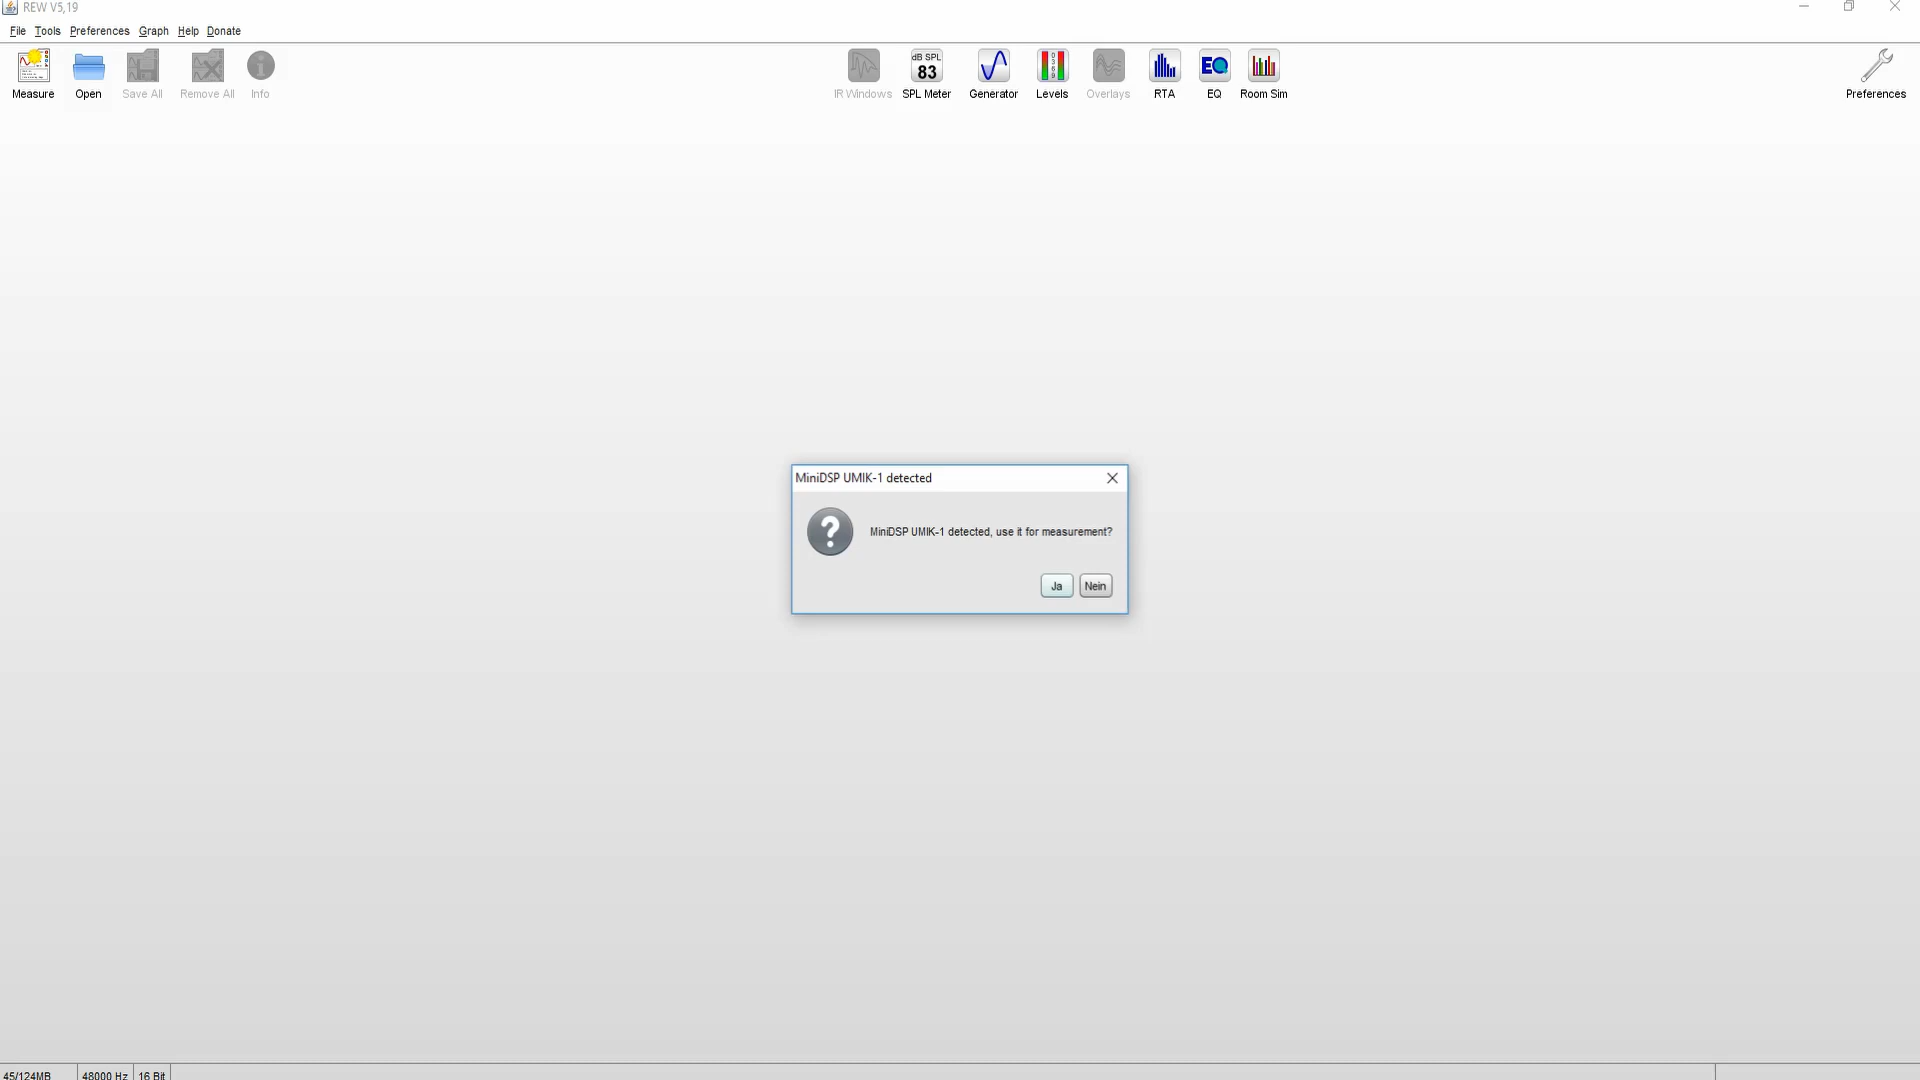 REW V5,19
File Tools Preferences Graph Help Donate
Measure Open Save All Remove All Info IR Windows dB SPL 83 SPL Meter Generator Levels Overlays RTA EQ EQ Room Sim Preferences
MiniDSP UMIK-1 detected
MiniDSP UMIK-1 detected, use it for measurement?
Ja Nein
45/124MB 48000 Hz 16 Bit